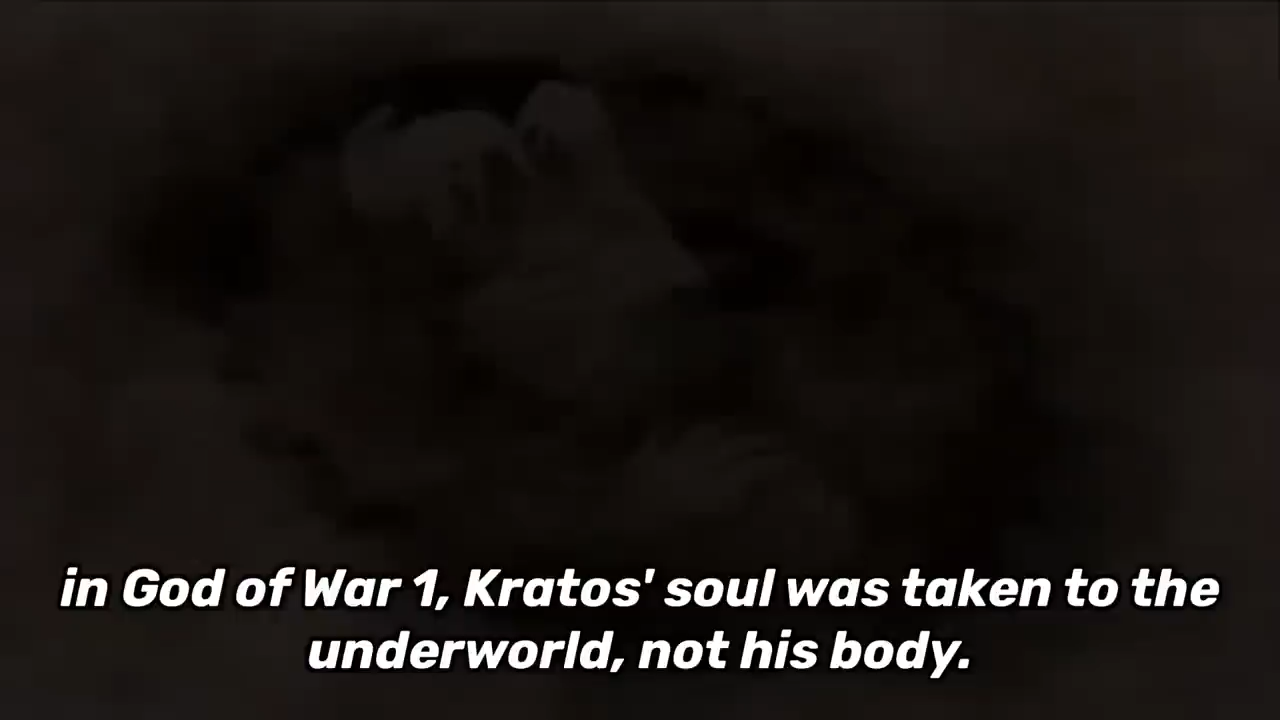 in God of War 1, Kratos' soul was taken to the
underworld, not his body.